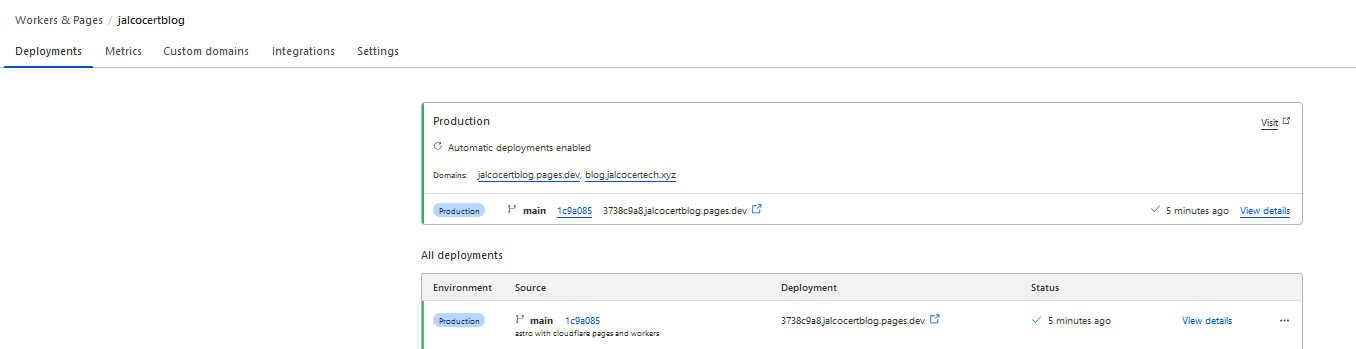 Workers & Pages / jalcocertblog
Deployments Metrics Custom domains Integrations Settings
Production Visit
Automatic deployments enabled
Domains: jalcocertblog.pages.dev, blog.jalcocertech.xyz
Production main 1c9a085 3738c9a8.jalcocertblog.pages.dev 5 minutes ago View details
All deployments
Environment Source Deployment Status
Production main 1c9a085 3738c9a8.jalcocertblog.pages.dev 5 minutes ago View details ...
astro with cloudflare pages and workers